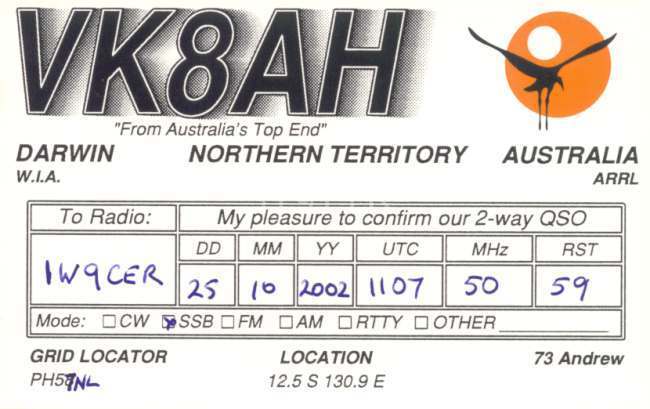 VK8AH
"From Australia's Top End"
DARWIN NORTHERN TERRITORY AUSTRALIA
W.I.A. ARRL
To Radio: My pleasure to confirm our 2-way QSO
DD MM YY UTC MHz RST
IW9CER 25 10 2002 1107 50 59
Mode: CW SSB FM AM RTTY OTHER
GRID LOCATOR LOCATION 73 Andrew
PH57NL 12.5 S 130.9 E